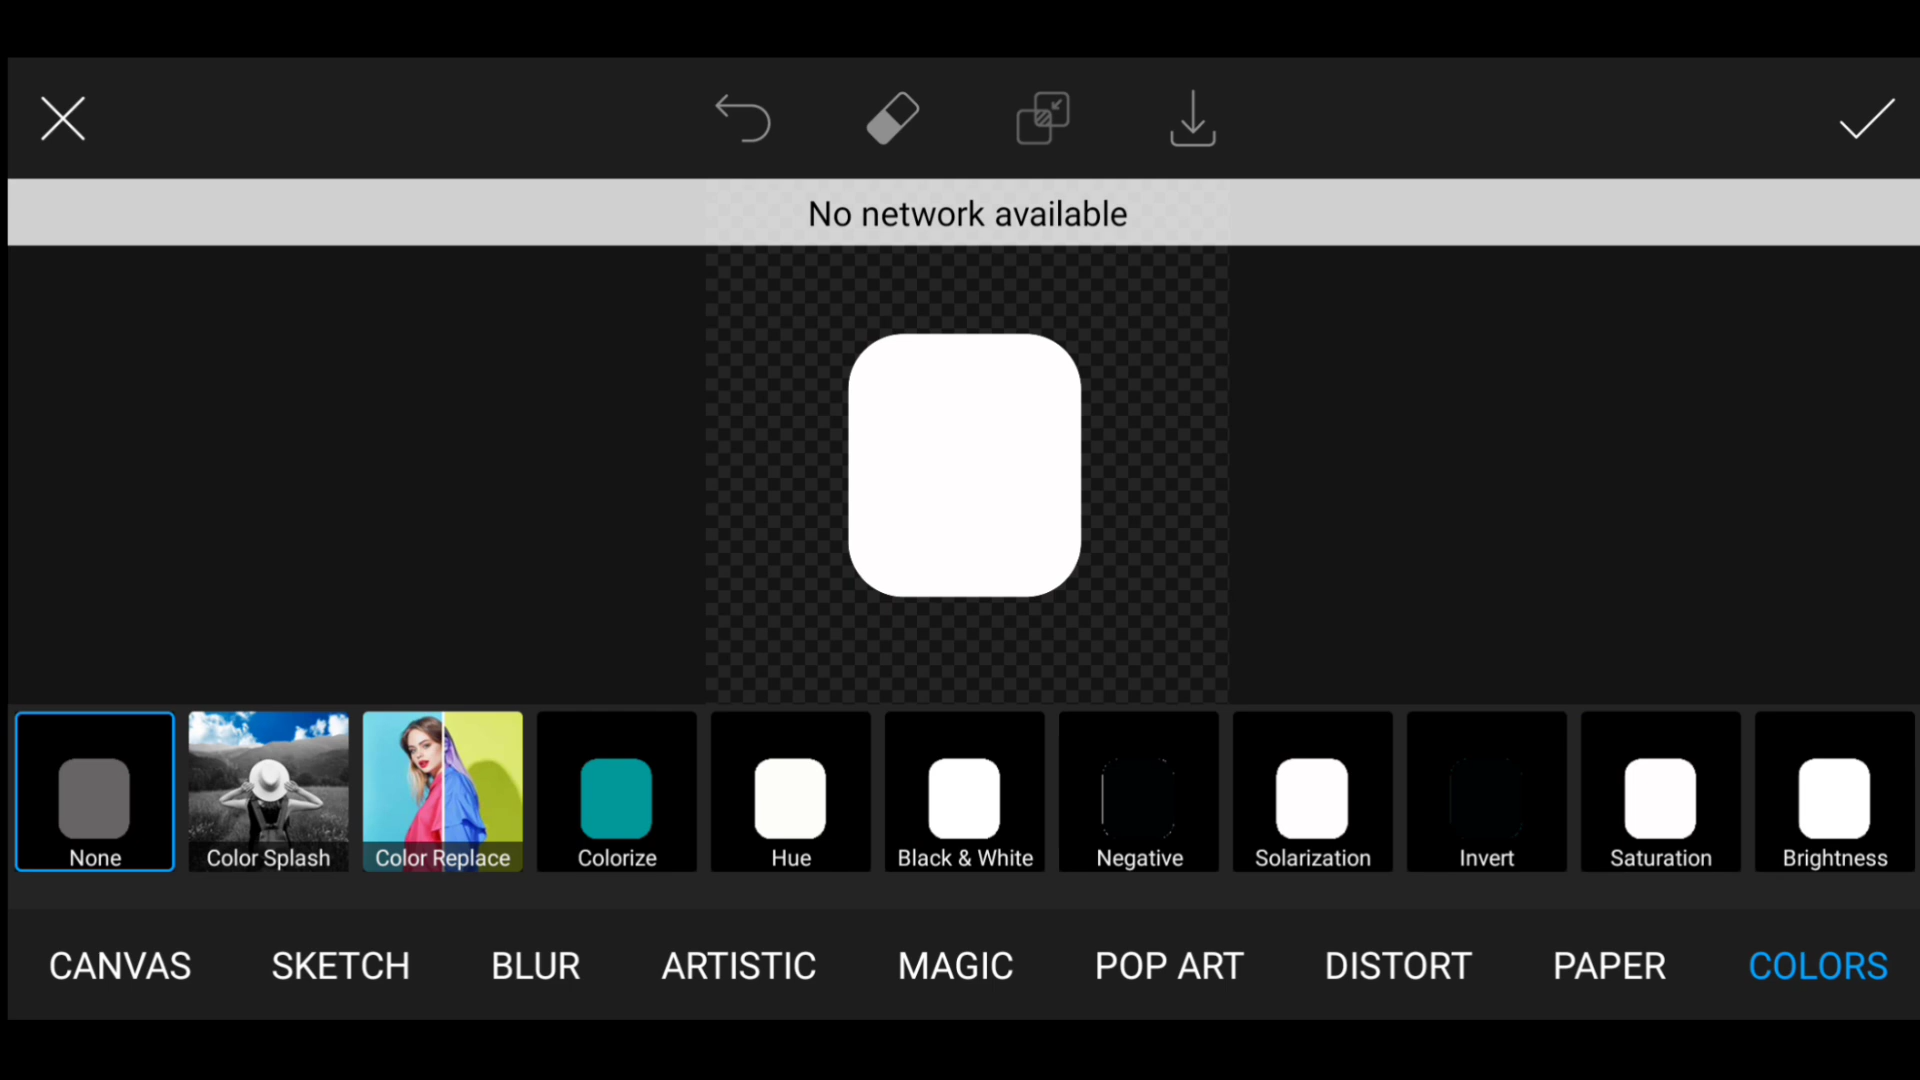 No network available
None
Color Splash
Color Replace
Colorize
Hue
Black & White
Negative
Solarization
Invert
Saturation
Brightness
CANVAS
SKETCH
BLUR
ARTISTIC
MAGIC
POP ART
DISTORT
PAPER
COLORS